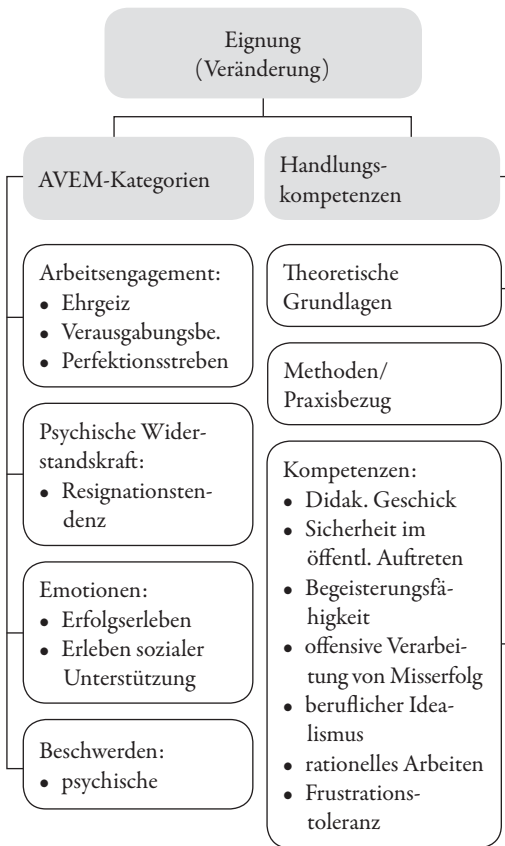 Eignung
(Veränderung)
AVEM-Kategorien
Arbeitsengagement:
• Ehrgeiz
• Verausgabungsbe.
• Perfektionsstreben
Psychische Wider-
standskraft:
• Resignationsten-
denz
Emotionen:
• Erfolgserleben
• Erleben sozialer
Unterstützung
Beschwerden:
• psychische
Handlungs-
kompetenzen
Theoretische
Grundlagen
Methoden/
Praxisbezug
Kompetenzen:
• Didak. Geschick
• Sicherheit im
öffentl. Auftreten
• Begeisterungsfä-
higkeit
• offensive Verarbei-
tung von Misserfolg
• beruflicher Idea-
lismus
• rationelles Arbeiten
• Frustrations-
toleranz